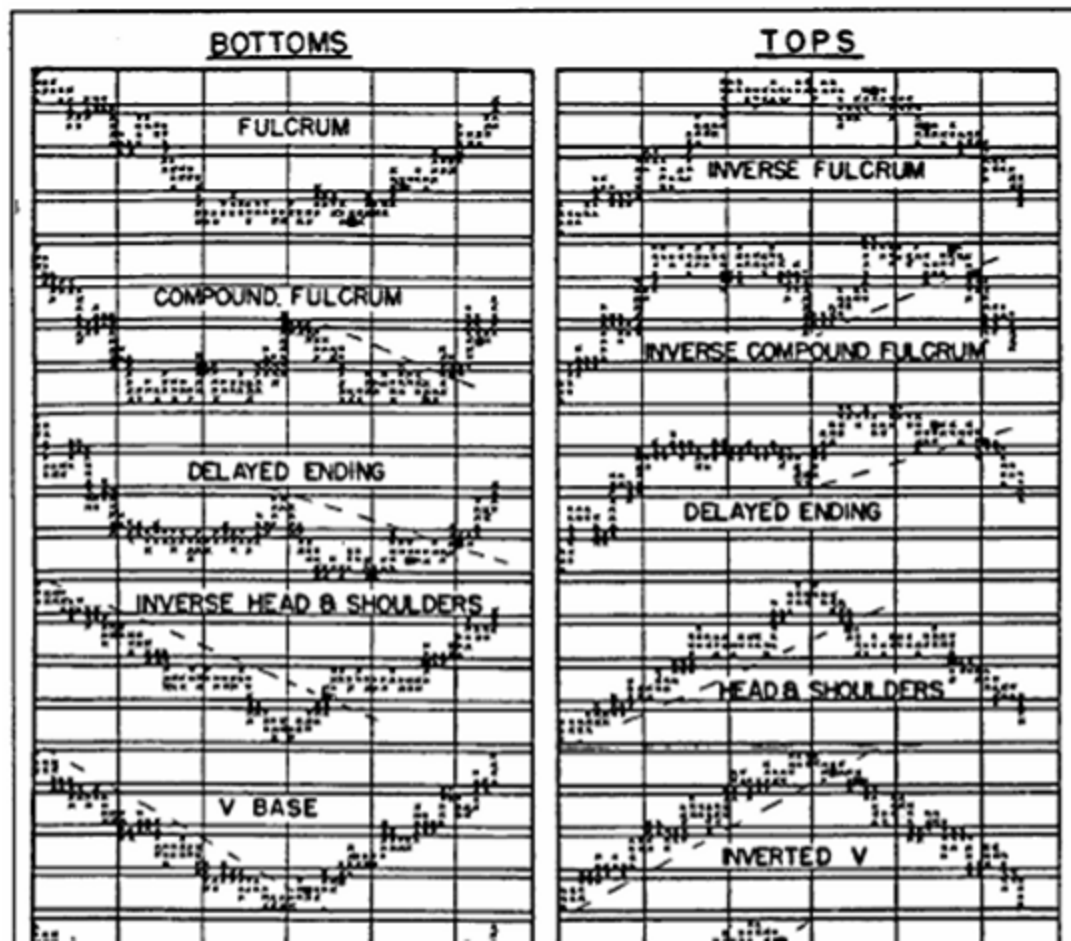 BOTTOMS
FULCRUM
COMPOUND FULCRUM
DELAYED ENDING
INVERSE HEAD & SHOULDERS
V BASE
TOPS
INVERSE FULCRUM
INVERSE COMPOUND FULCRUM
DELAYED ENDING
HEAD & SHOULDERS
INVERTED V